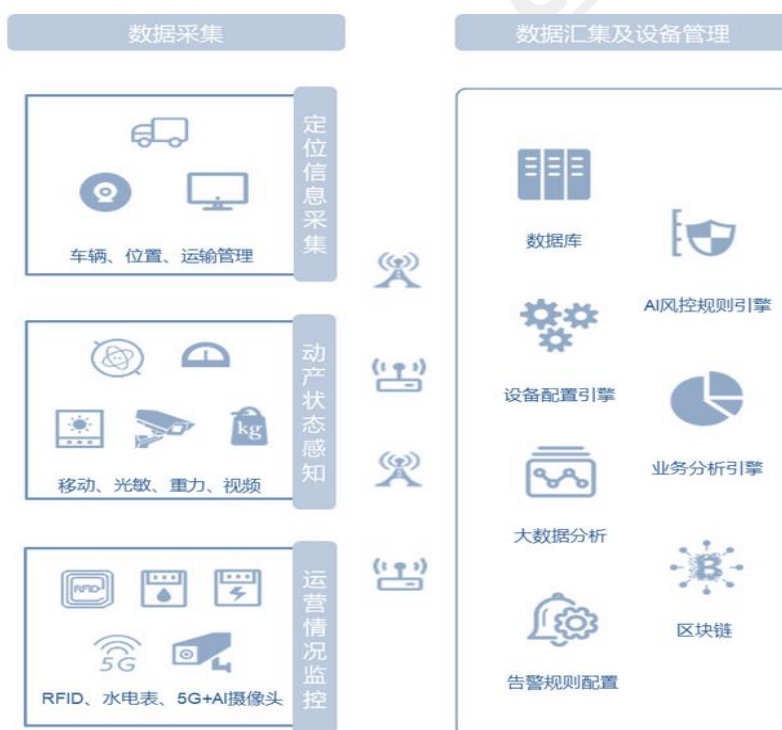 数据采集
数据汇集及设备管理
定位信息采集
车辆、位置、运输管理
动产状态感知
kg
移动、光敏、重力、视频
运营情况监控
RFID
5G
RFID、水电表、5G+AI摄像头
数据库
AI风控规则引擎
设备配置引擎
业务分析引擎
大数据分析
区块链
告警规则配置